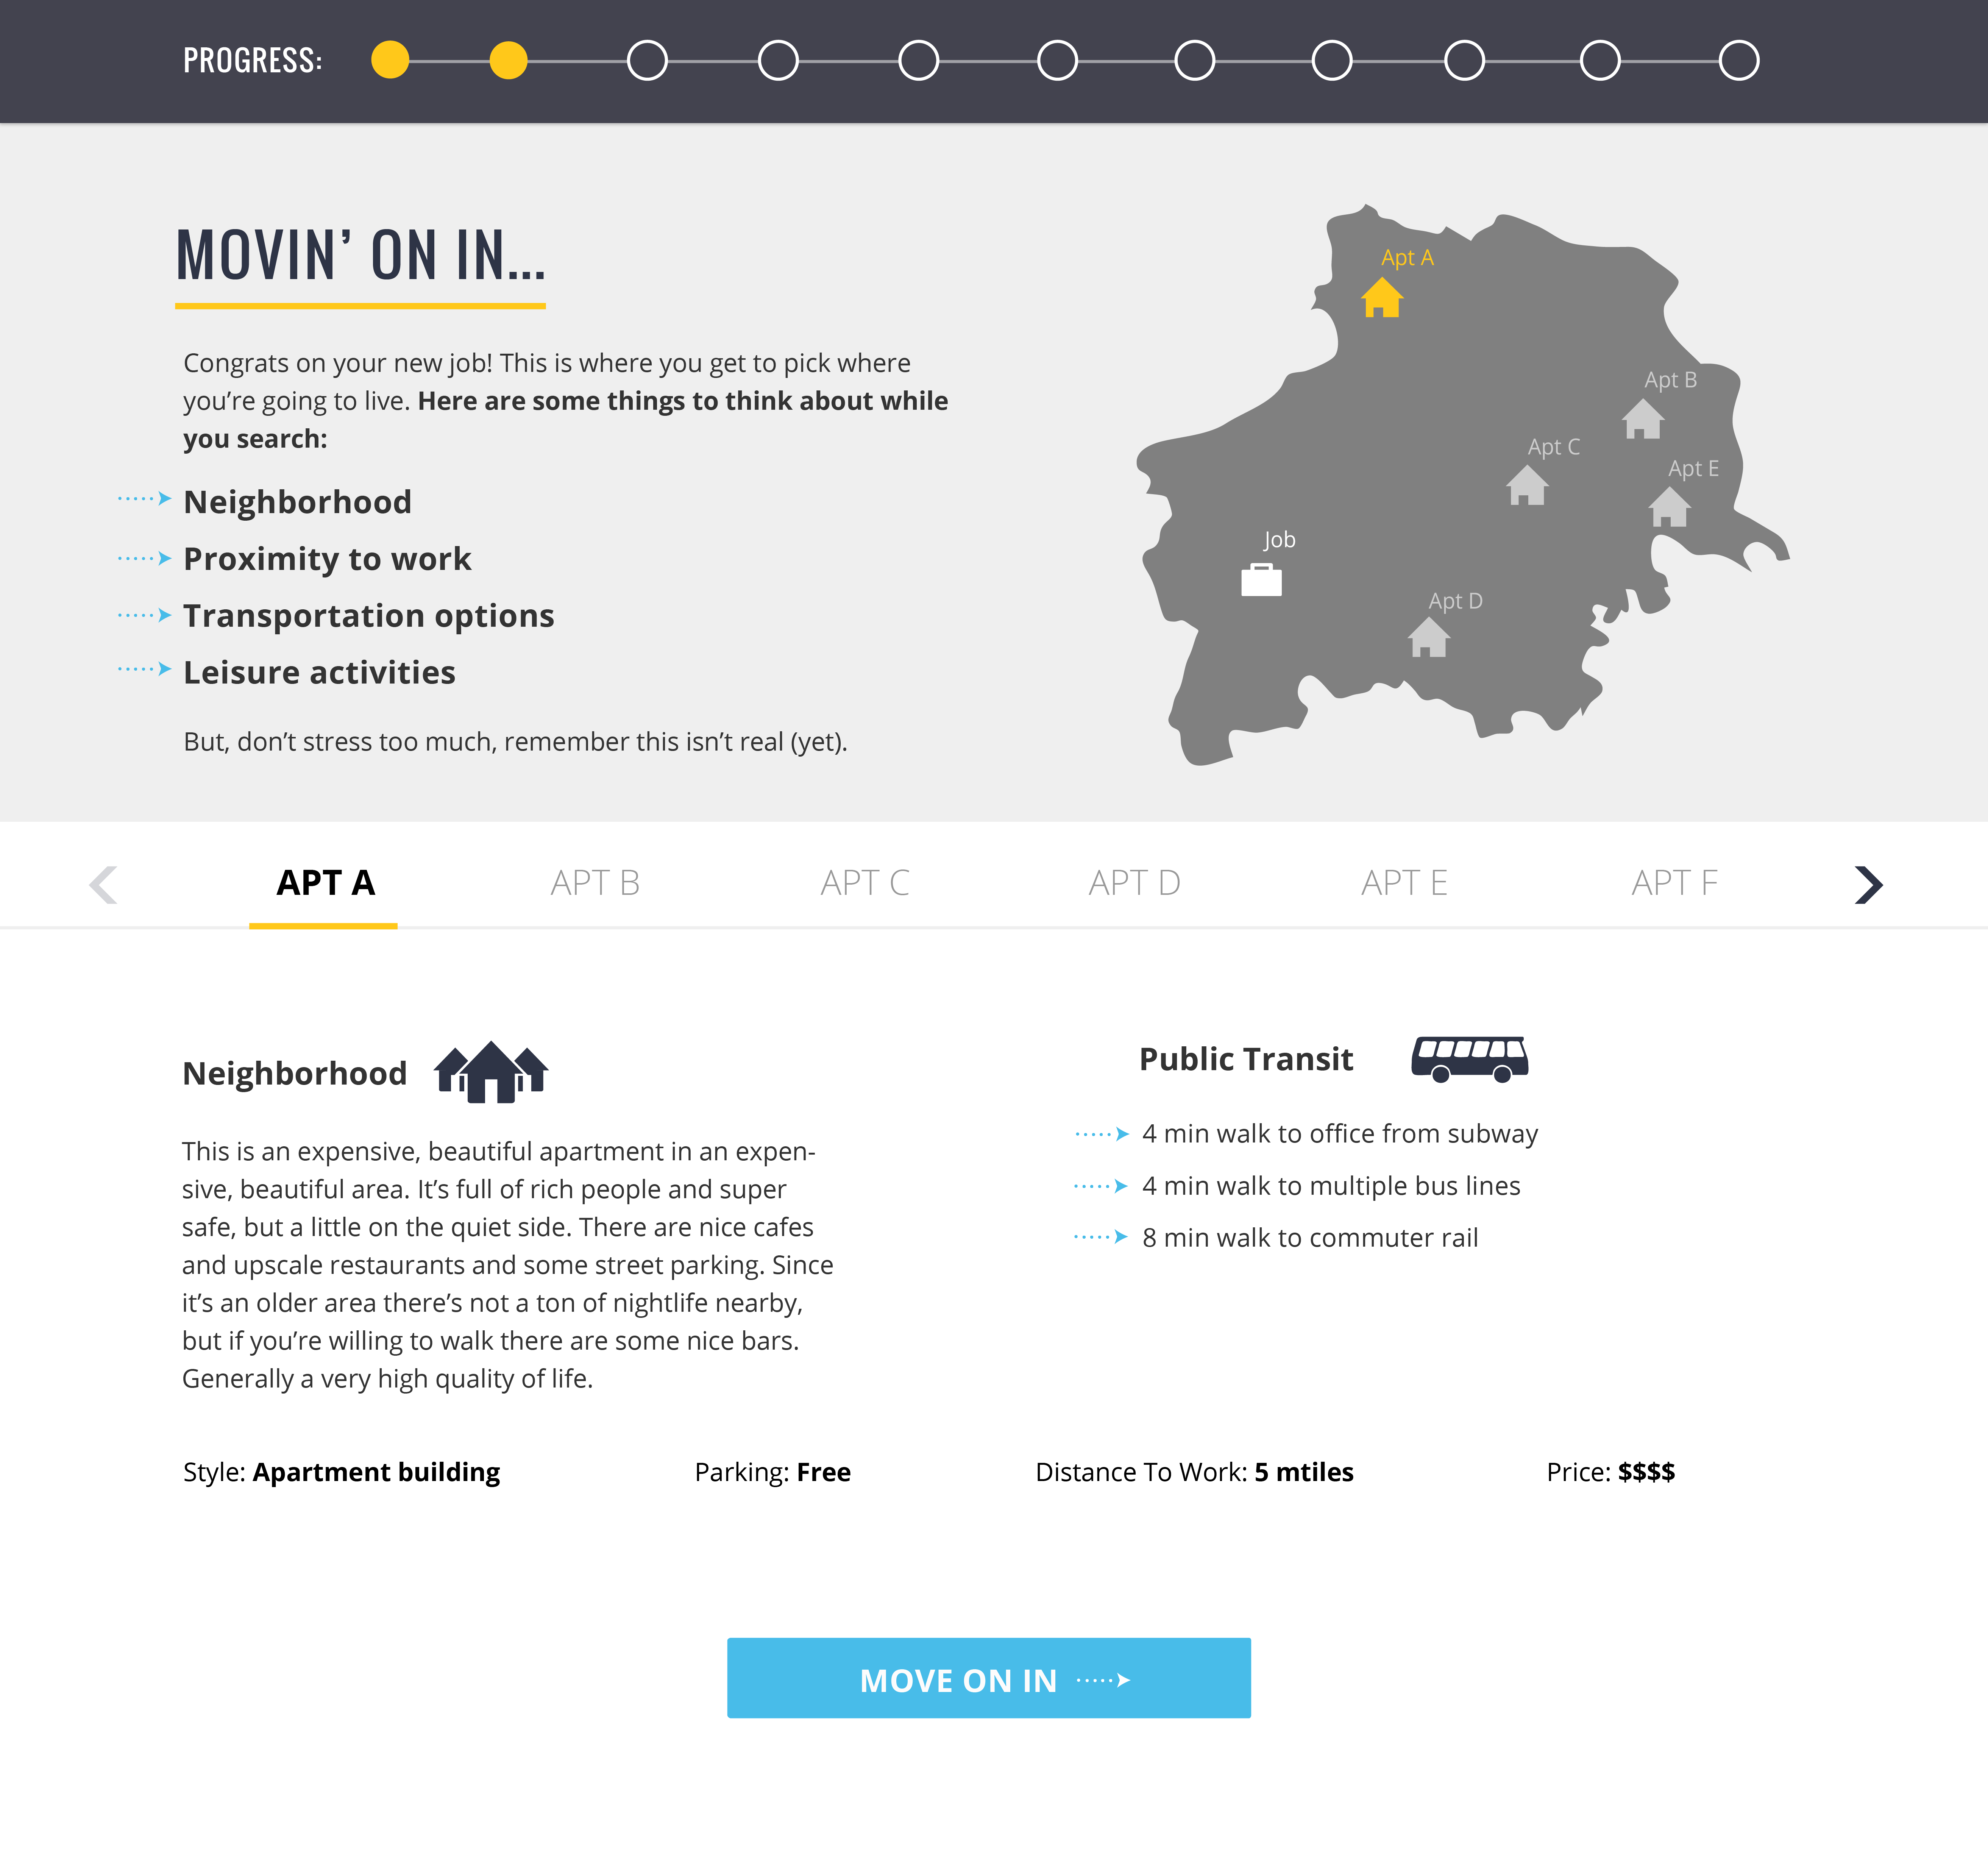 PROGRESS:
MOVIN’ ON IN...
Congrats on your new job! This is where you get to pick where
you’re going to live. Here are some things to think about while
you search:
Neighborhood
Proximity to work
Transportation options
Leisure activities
But, don’t stress too much, remember this isn’t real (yet).
Apt A
Apt B
Apt C
Apt E
Job
Apt D
APT A
APT B
APT C
APT D
APT E
APT F
Neighborhood
This is an expensive, beautiful apartment in an expen-
sive, beautiful area. It’s full of rich people and super
safe, but a little on the quiet side. There are nice cafes
and upscale restaurants and some street parking. Since
it’s an older area there’s not a ton of nightlife nearby,
but if you’re willing to walk there are some nice bars.
Generally a very high quality of life.
Public Transit
4 min walk to office from subway
4 min walk to multiple bus lines
8 min walk to commuter rail
Style: Apartment building
Parking: Free
Distance To Work: 5 mtiles
Price: $$$$
MOVE ON IN